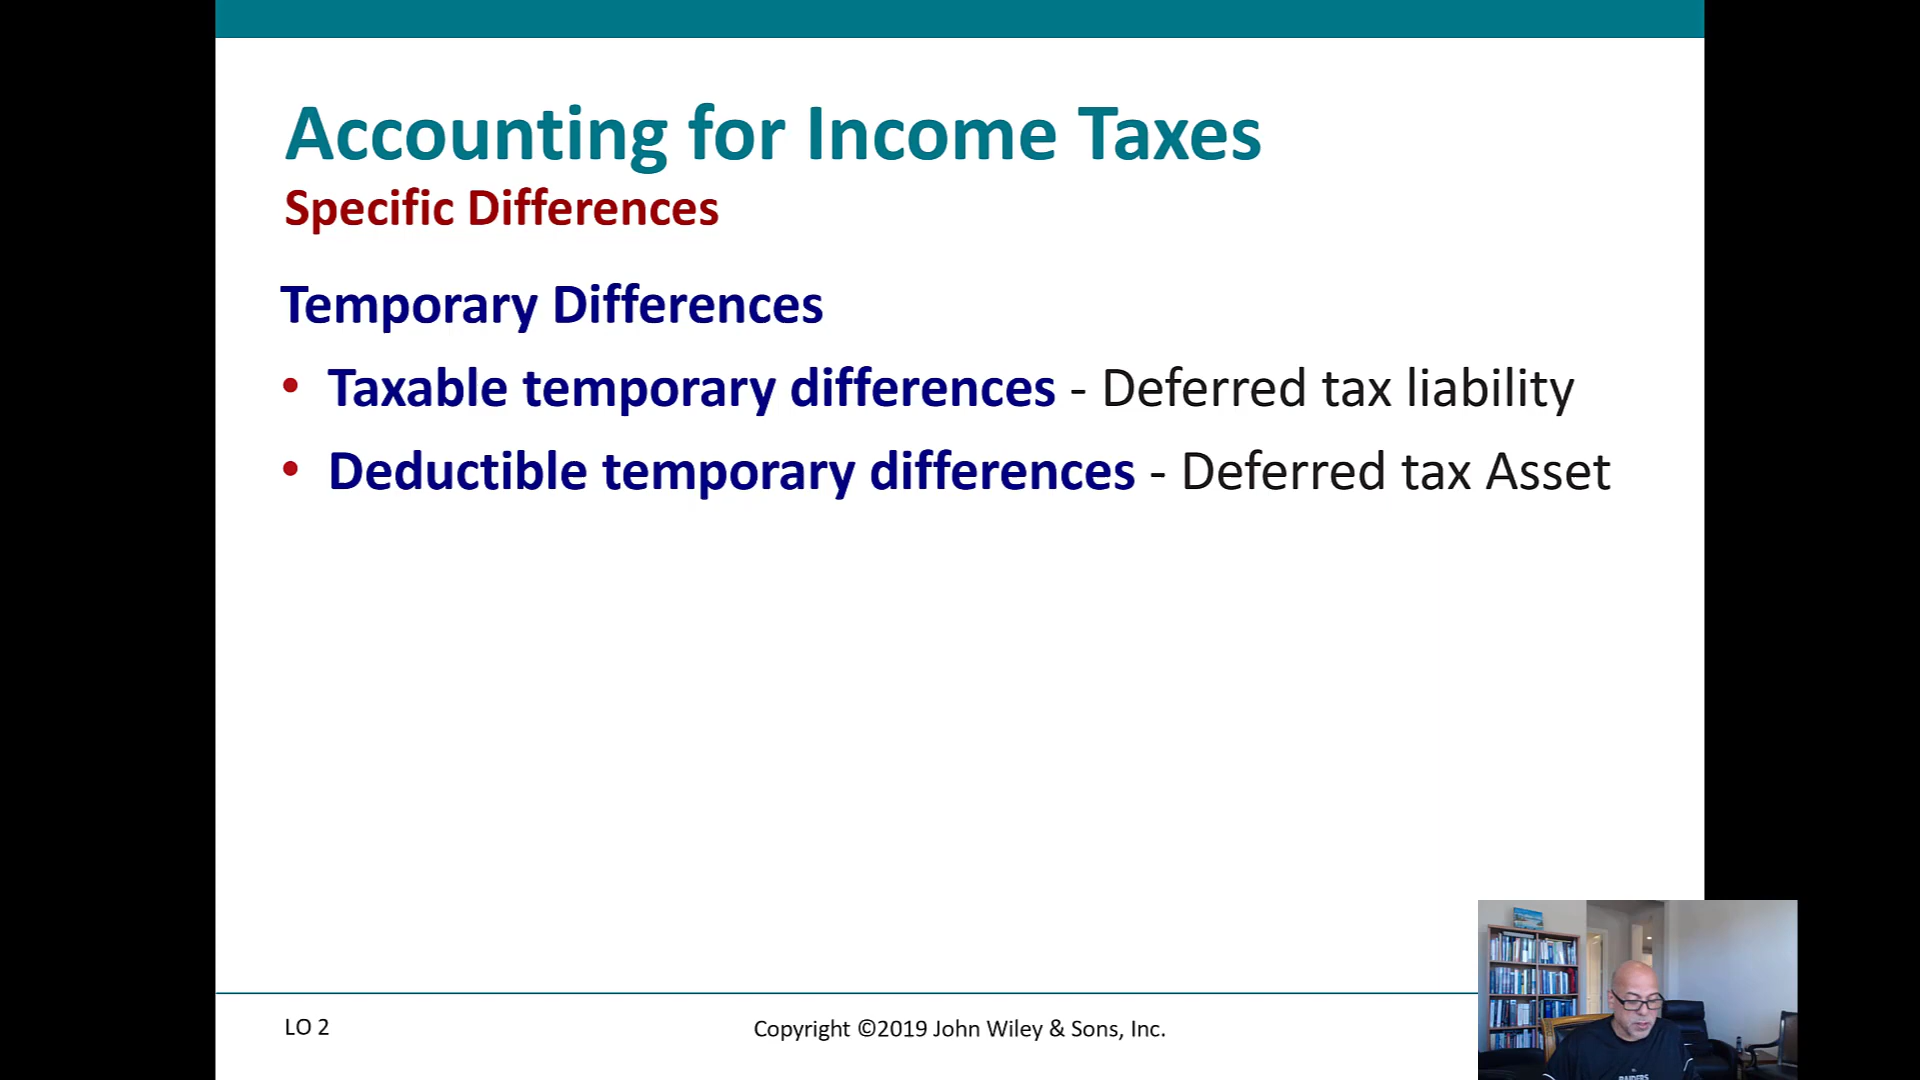 Accounting for Income Taxes
Specific Differences
Temporary Differences
• Taxable temporary differences - Deferred tax liability
• Deductible temporary differences - Deferred tax Asset
LO 2
Copyright ©2019 John Wiley & Sons, Inc.
RAIDERS